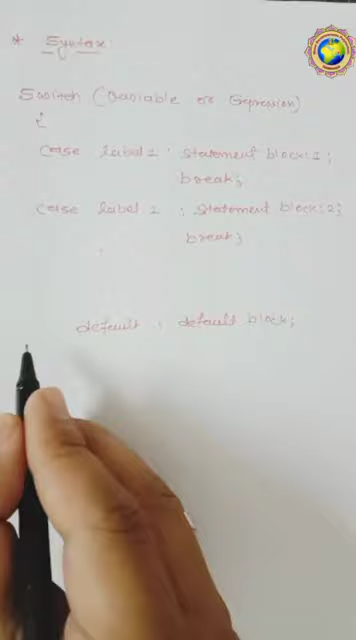 * Syntax
Switch (Variable or Expression)
{
case label 1 : statement block:1;
break;
case label 2 : statement block:2;
break;
default : default block;